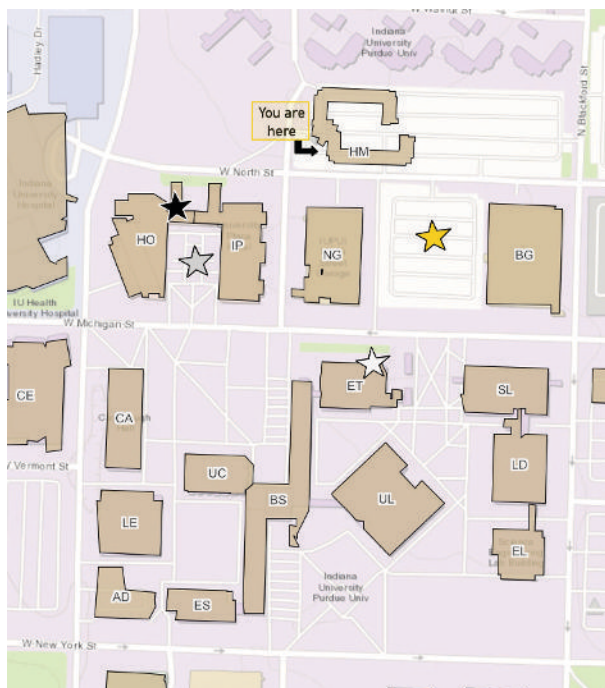 W Walnut St
Hadley Dr
Indiana
University
Purdue Univ
N Blackford St
You are
here
HM
W North St
Indiana
University
Hospital
HO
IP
NG
BG
IU Health
University Hospital
W Michigan St
CE
ET
SL
CA
W Vermont St
UC
BS
UL
LD
LE
EL
Indiana
University
Purdue Univ
AD
ES
W New York St